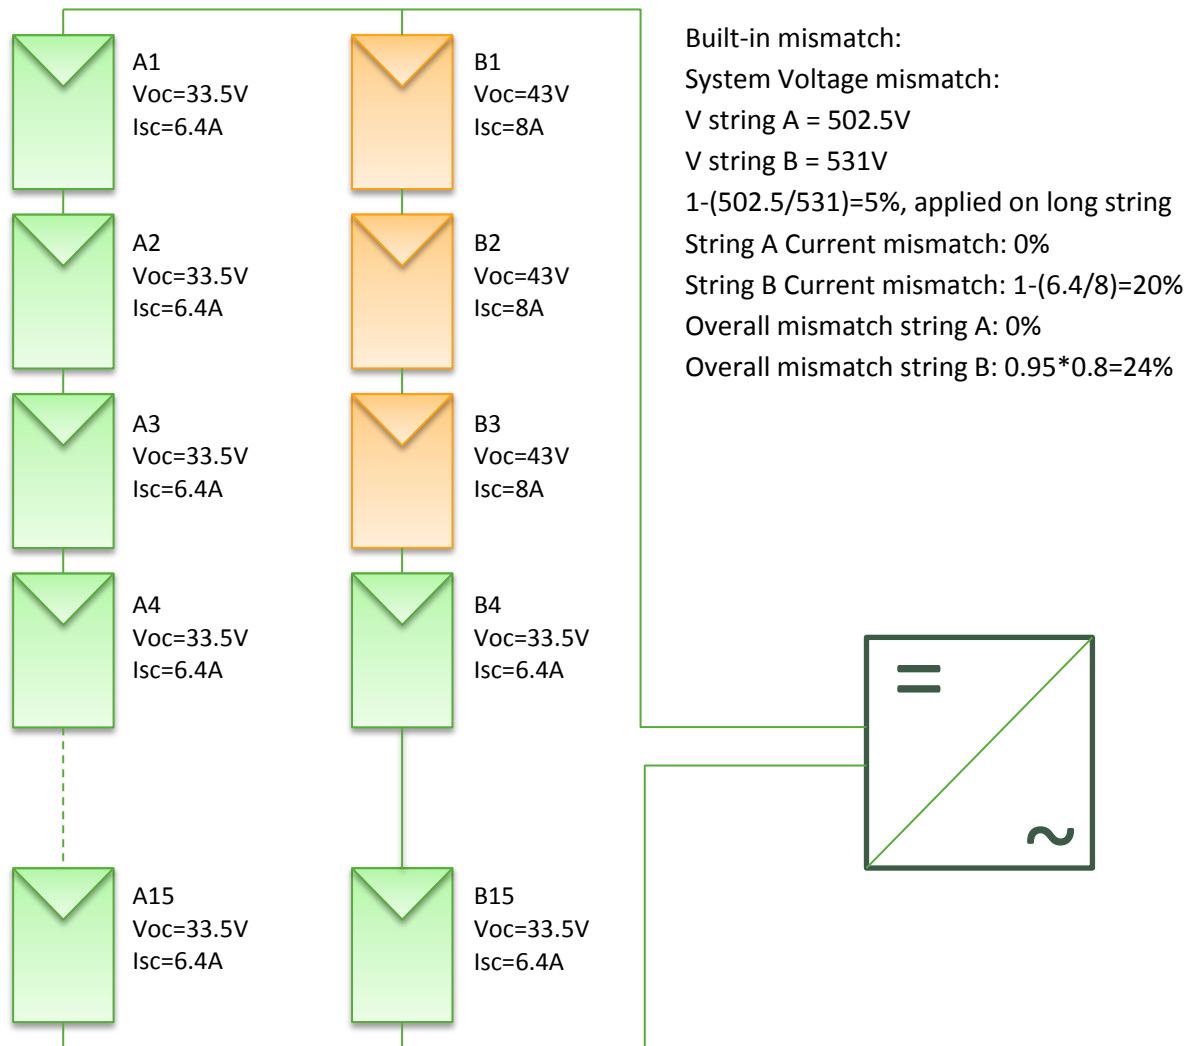 A1
Voc=33.5V
Isc=6.4A
B1
Voc=43V
Isc=8A
Built-in mismatch:
System Voltage mismatch:
V string A = 502.5V
V string B = 531V
1-(502.5/531)=5%, applied on long string
String A Current mismatch: 0%
String B Current mismatch: 1-(6.4/8)=20%
Overall mismatch string A: 0%
Overall mismatch string B: 0.95*0.8=24%
A2
Voc=33.5V
Isc=6.4A
B2
Voc=43V
Isc=8A
A3
Voc=33.5V
Isc=6.4A
B3
Voc=43V
Isc=8A
A4
Voc=33.5V
Isc=6.4A
B4
Voc=33.5V
Isc=6.4A
A15
Voc=33.5V
Isc=6.4A
B15
Voc=33.5V
Isc=6.4A